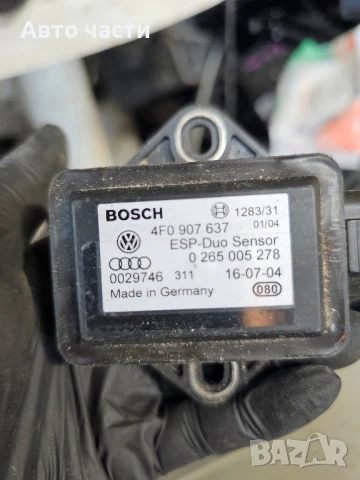 Авто части
BOSCH 1283/31
4F0 907 637 01/04
ESP-Duo Sensor
0 265 005 278
0029746 311 16-07-04
Made in Germany 080
BAZAR